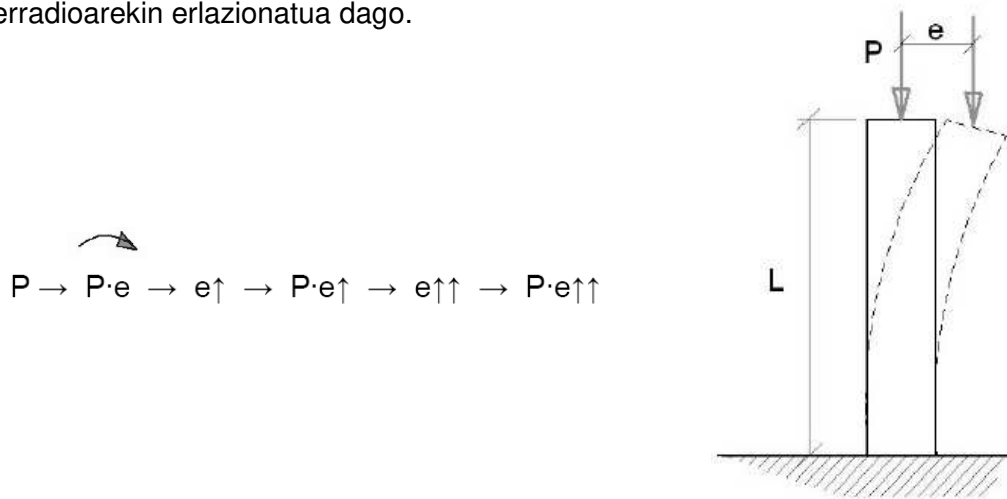 erradioarekin erlazionatua dago.
P e
P → P·e → e↑ → P·e↑ → e↑↑ → P·e↑↑
L